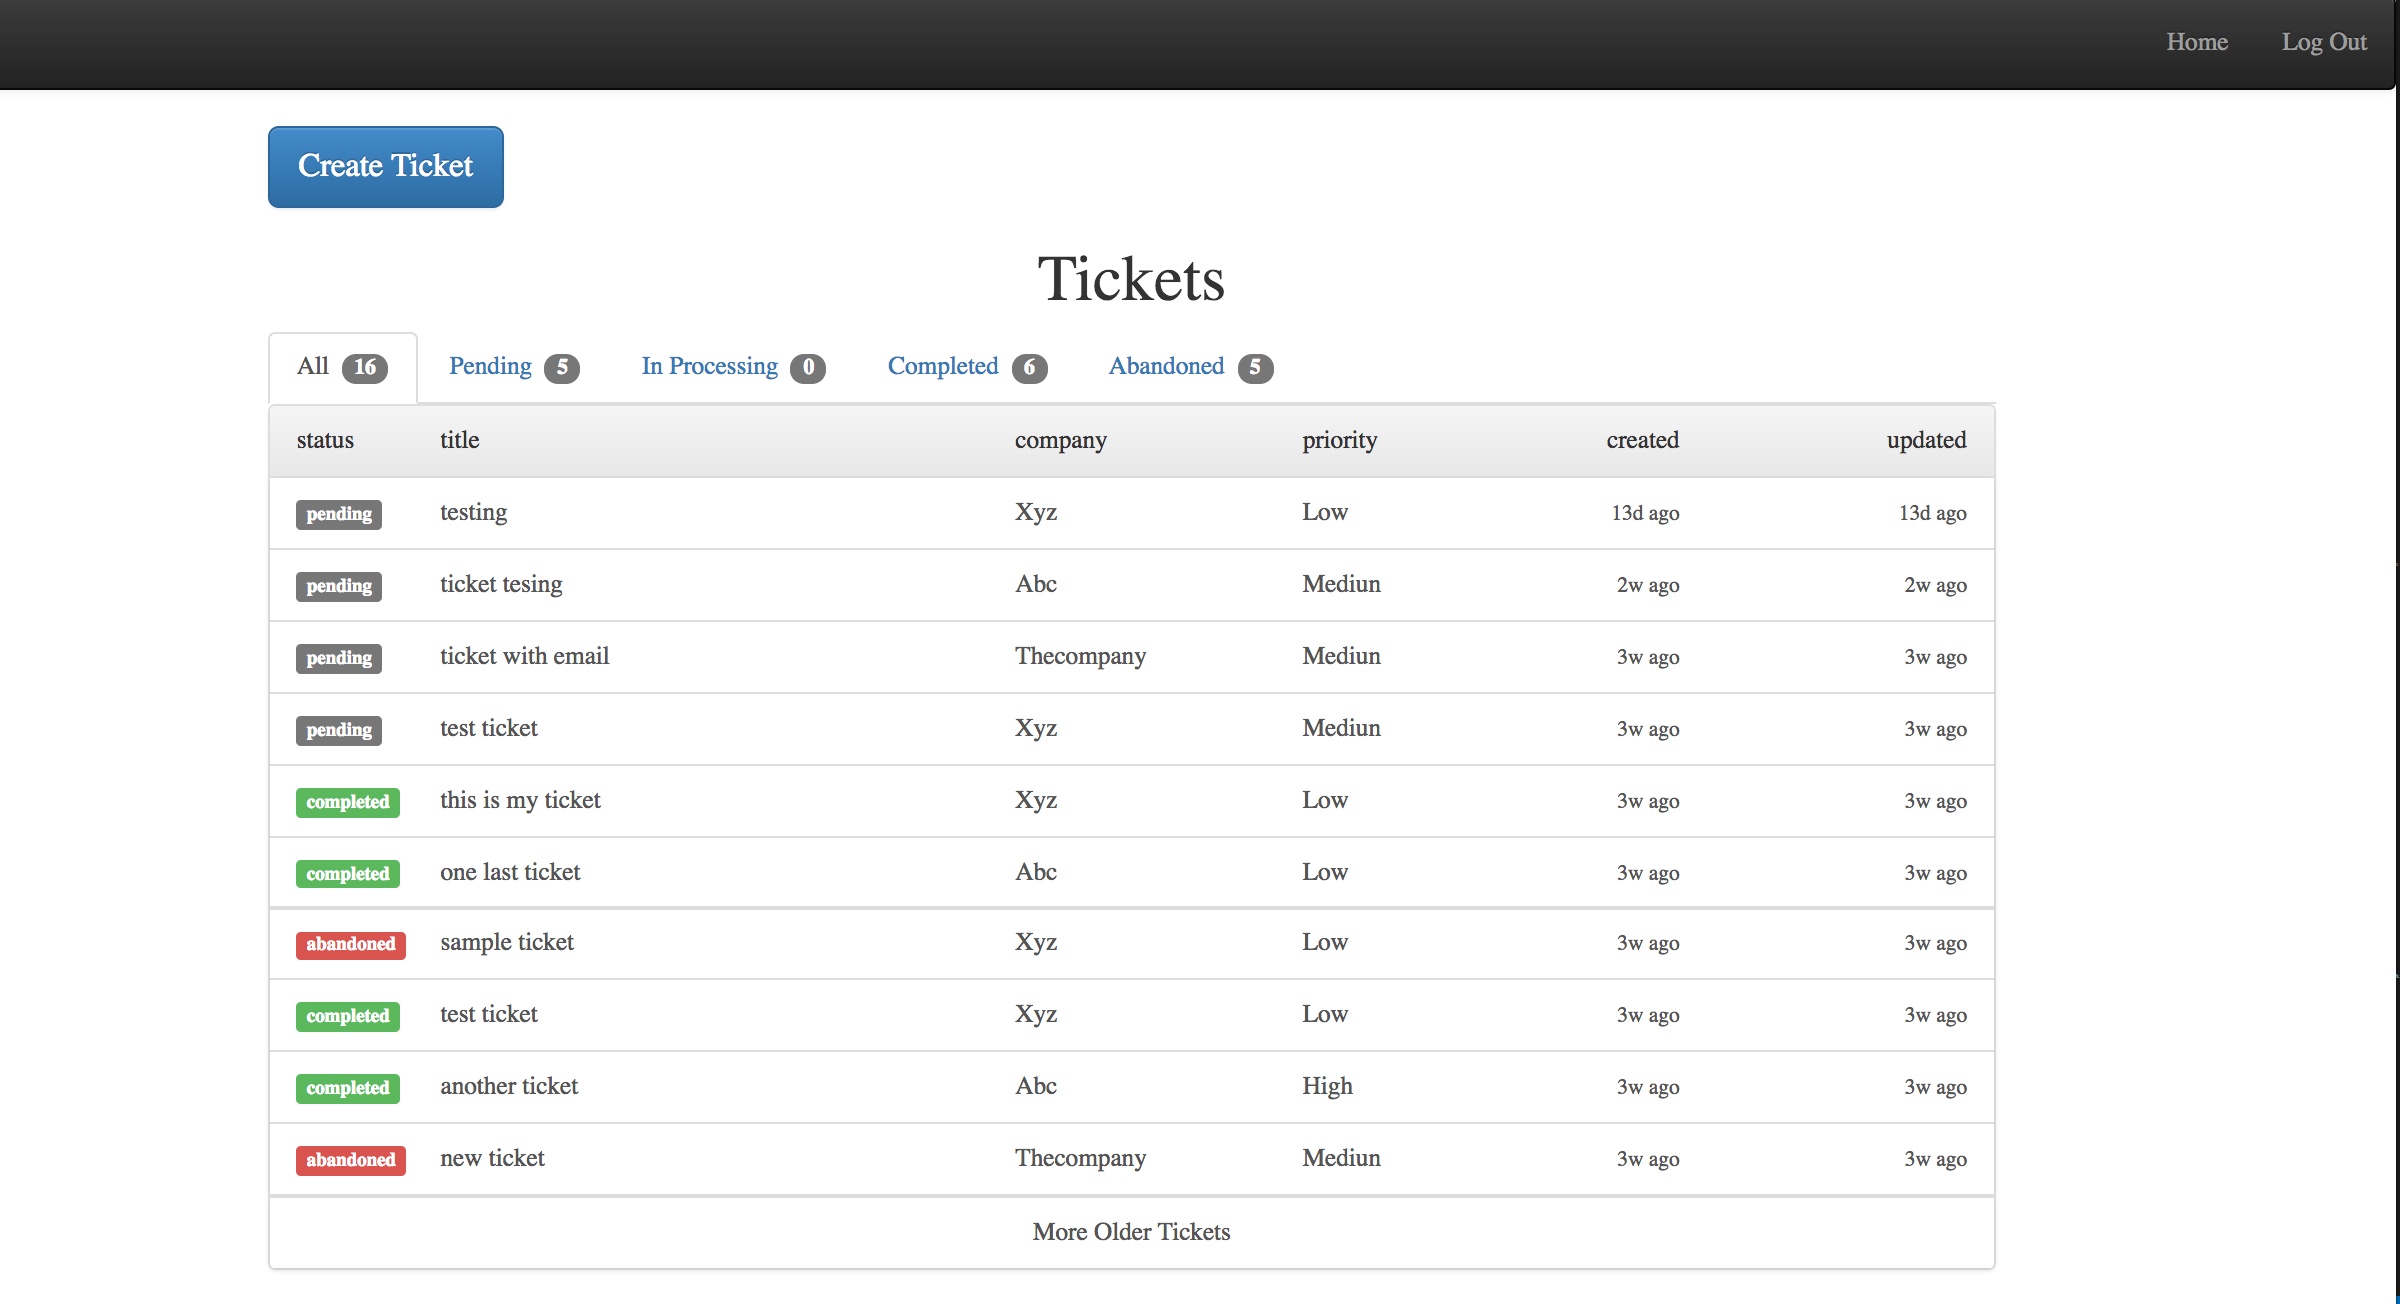 Home Log Out
Create Ticket
Tickets
All 16 Pending 5 In Processing 0 Completed 6 Abandoned 5
status title company priority created updated
pending testing Xyz Low 13d ago 13d ago
pending ticket tesing Abc Mediun 2w ago 2w ago
pending ticket with email Thecompany Mediun 3w ago 3w ago
pending test ticket Xyz Mediun 3w ago 3w ago
completed this is my ticket Xyz Low 3w ago 3w ago
completed one last ticket Abc Low 3w ago 3w ago
abandoned sample ticket Xyz Low 3w ago 3w ago
completed test ticket Xyz Low 3w ago 3w ago
completed another ticket Abc High 3w ago 3w ago
abandoned new ticket Thecompany Mediun 3w ago 3w ago
More Older Tickets